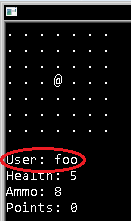 . . . . . . .
. . . . . . .
. . . @ . . .
. . . . . . .
. . . . . . .
. . . . . . .
User: foo
Health: 5
Ammo: 8
Points: 0